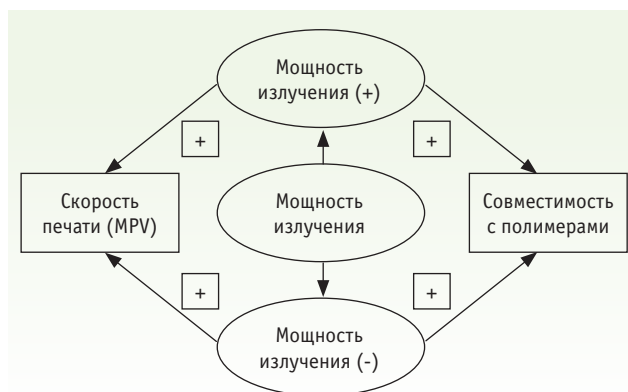 Мощность
излучения (+)
+
+
Скорость
печати (MPV)
Мощность
излучения
Совместимость
с полимерами
+
+
Мощность
излучения (-)